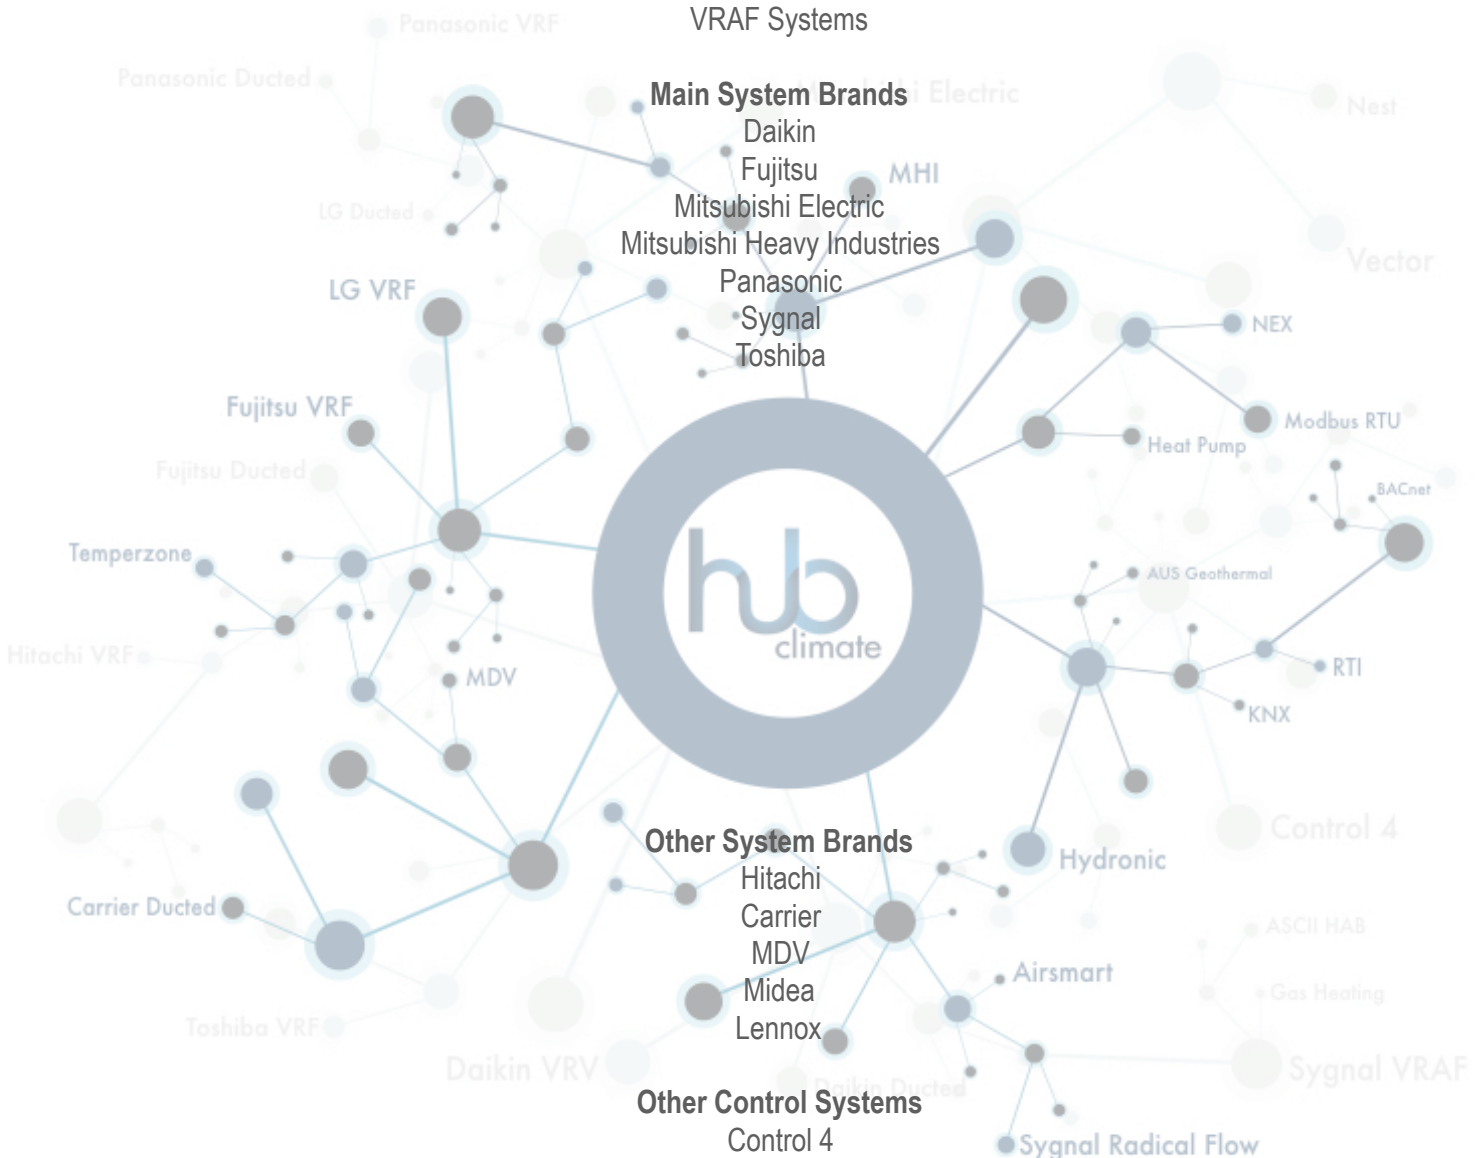 VRAF Systems
Main System Brands
Daikin
Fujitsu
Mitsubishi Electric
Mitsubishi Heavy Industries
Panasonic
Sygnal
Toshiba
Panasonic VRF
Panasonic Ducted
Electric
Nest
MHI
LG Ducted
Vector
LG VRF
NEX
Fujitsu VRF
Modbus RTU
Heat Pump
Fujitsu Ducted
BACnet
Temperzone
AUS Geothermal
hub
climate
Hitachi VRF
MDV
RTI
KNX
Control 4
Hydronic
Carrier Ducted
ASCII HAB
Airsmart
Gas Heating
Toshiba VRF
Daikin VRV
Sygnal VRAF
Daikin Ducted
Sygnal Radical Flow
Other System Brands
Hitachi
Carrier
MDV
Midea
Lennox
Other Control Systems
Control 4